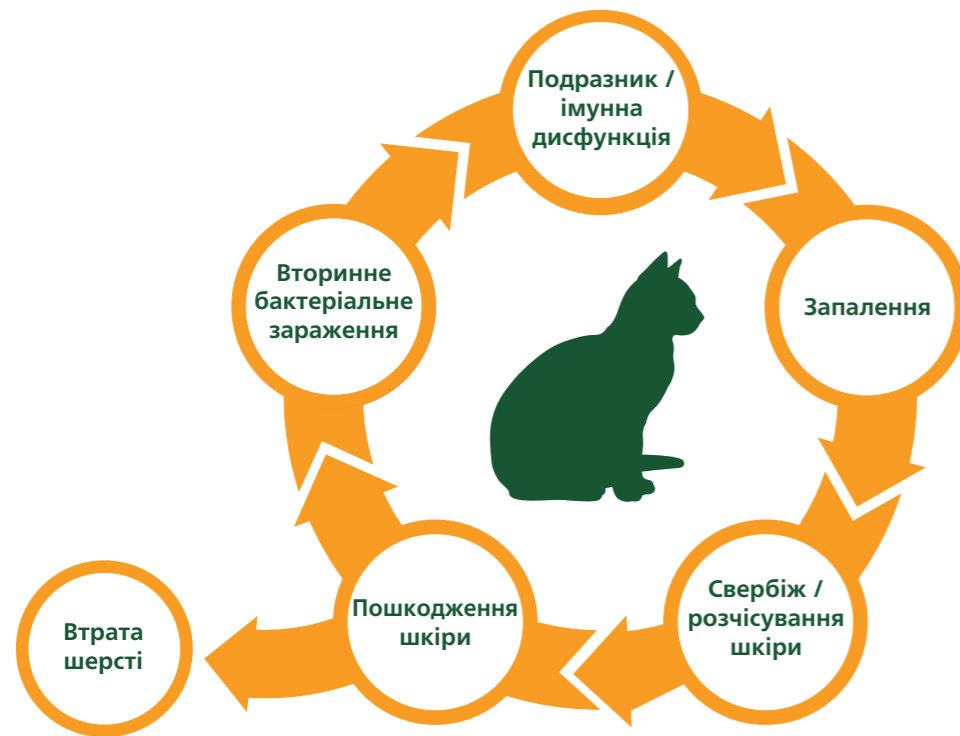 Подразник /
імунна
дисфункція
Запалення
Свербіж /
розчісування
шкіри
Пошкодження
шкіри
Втрата
шерсті
Вторинне
бактеріальне
зараження